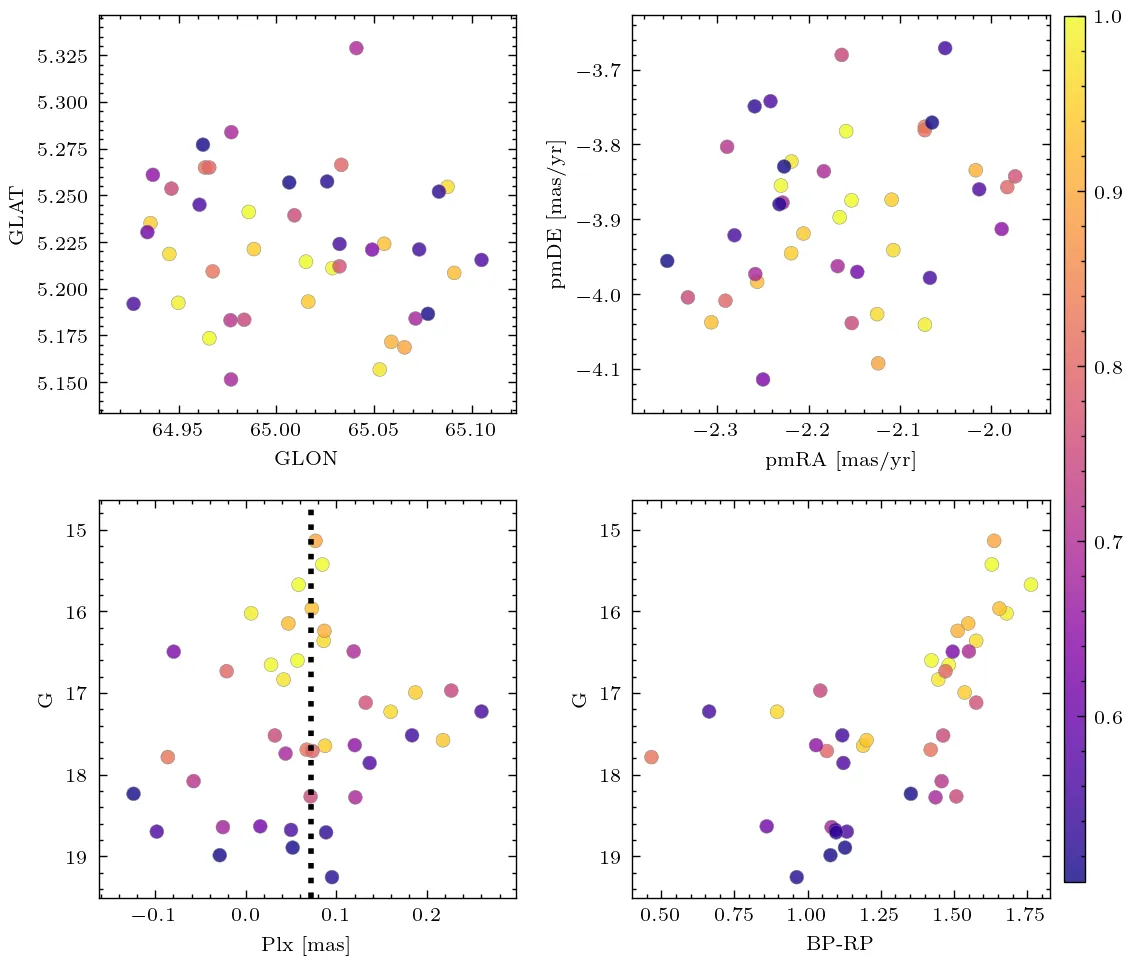 5.325
5.300
5.275
5.250
5.225
5.200
5.175
5.150
GLAT
64.95 65.00 65.05 65.10
GLON
−3.7
−3.8
−3.9
−4.0
−4.1
pmDE [mas/yr]
−2.3 −2.2 −2.1 −2.0
pmRA [mas/yr]
1.0
0.9
0.8
0.7
0.6
15
16
17
18
19
G
−0.1 0.0 0.1 0.2
Plx [mas]
15
16
17
18
19
G
0.50 0.75 1.00 1.25 1.50 1.75
BP-RP